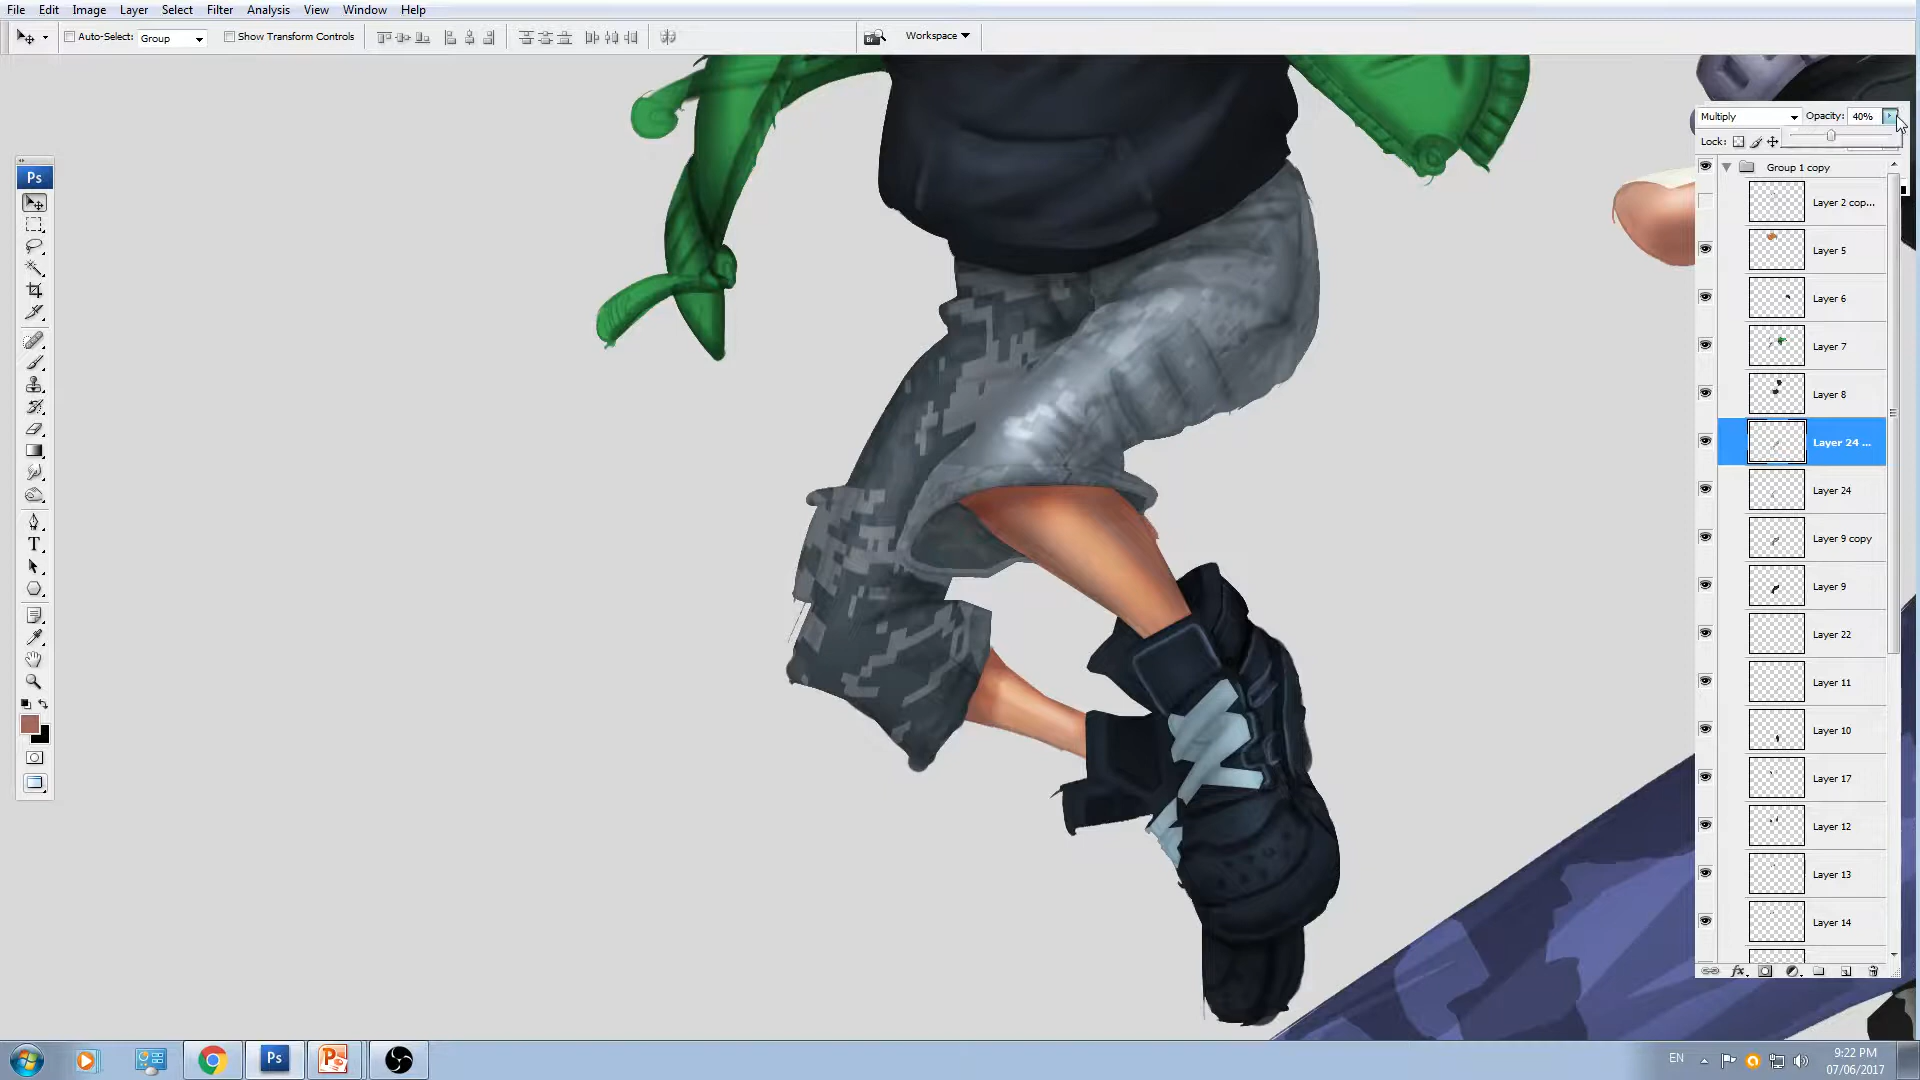 File Edit Image Layer Select Filter Analysis View Window Help
Auto-Select: Group Show Transform Controls Workspace
Multiply Opacity: 40%
Lock:
Ps
Group 1 copy
Layer 2 cop...
Layer 5
Layer 6
Layer 7
Layer 8
Layer 24 ...
Layer 24
Layer 9 copy
Layer 9
Layer 22
Layer 11
Layer 10
Layer 17
Layer 12
Layer 13
Layer 14
T
fx
Ps
EN
9:22 PM
07/06/2017